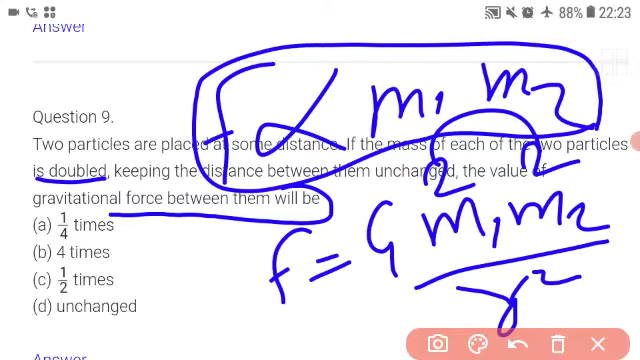 88% 22:23
Answer
Question 9.
Two particles are placed at some distance. If the mass of each of the two particles
is doubled, keeping the distance between them unchanged, the value of
gravitational force between them will be
(a) 1/4 times
(b) 4 times
(c) 1/2 times
(d) unchanged
Answer
f ∝ m1 m2
2 2
f = G m1 m2 / r2